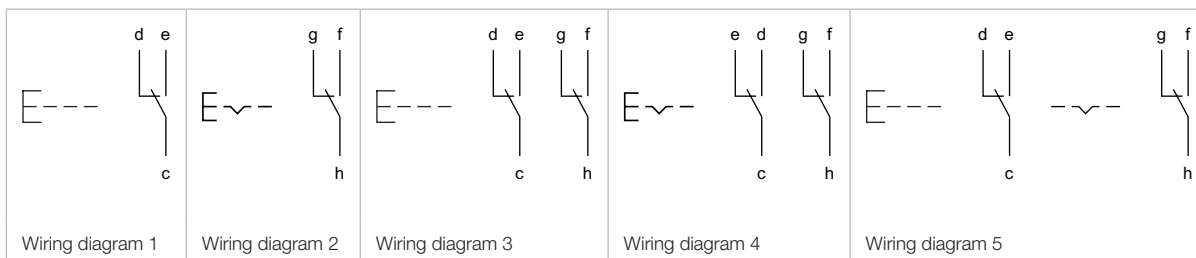 d e
c
Wiring diagram 1
g f
h
Wiring diagram 2
d e g f
c h
Wiring diagram 3
e d g f
c h
Wiring diagram 4
d e g f
c h
Wiring diagram 5